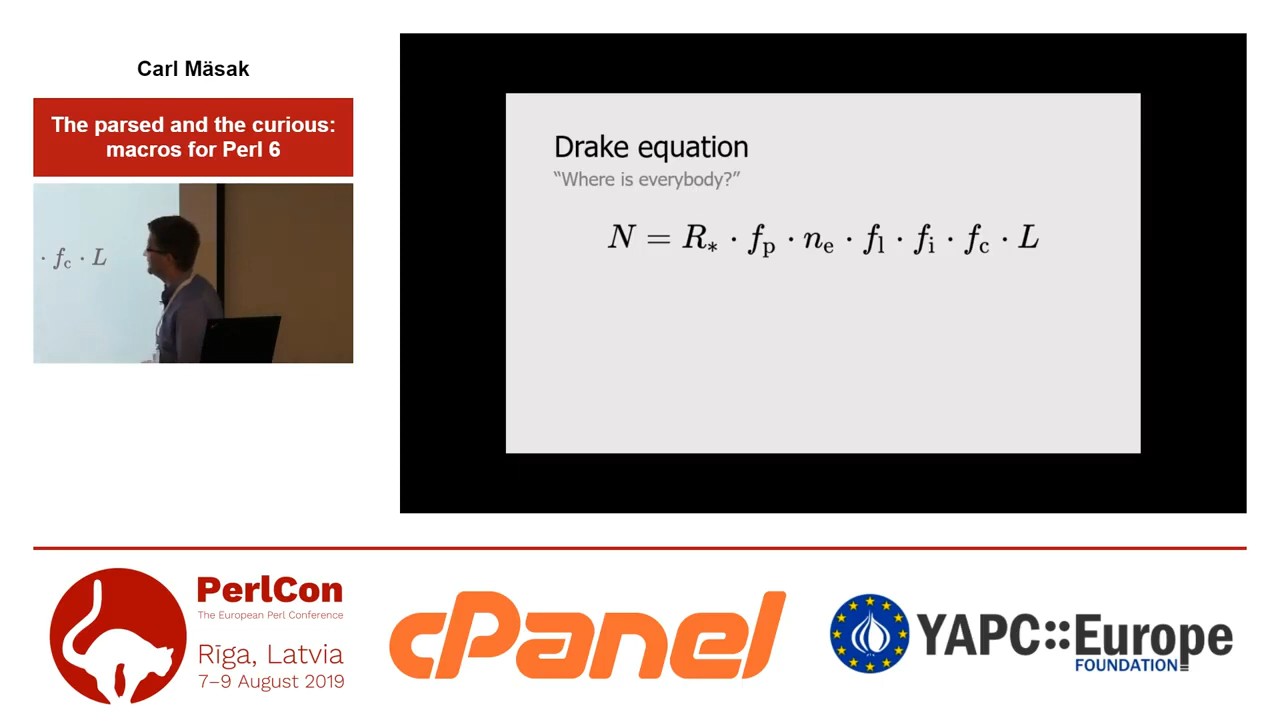 Carl Mäsak
The parsed and the curious:
macros for Perl 6
· f_c · L
Drake equation
“Where is everybody?”
N = R_* · f_p · n_e · f_l · f_i · f_c · L
PerlCon
The European Perl Conference
Rīga, Latvia
7–9 August 2019
cPanel
YAPC::Europe
FOUNDATION